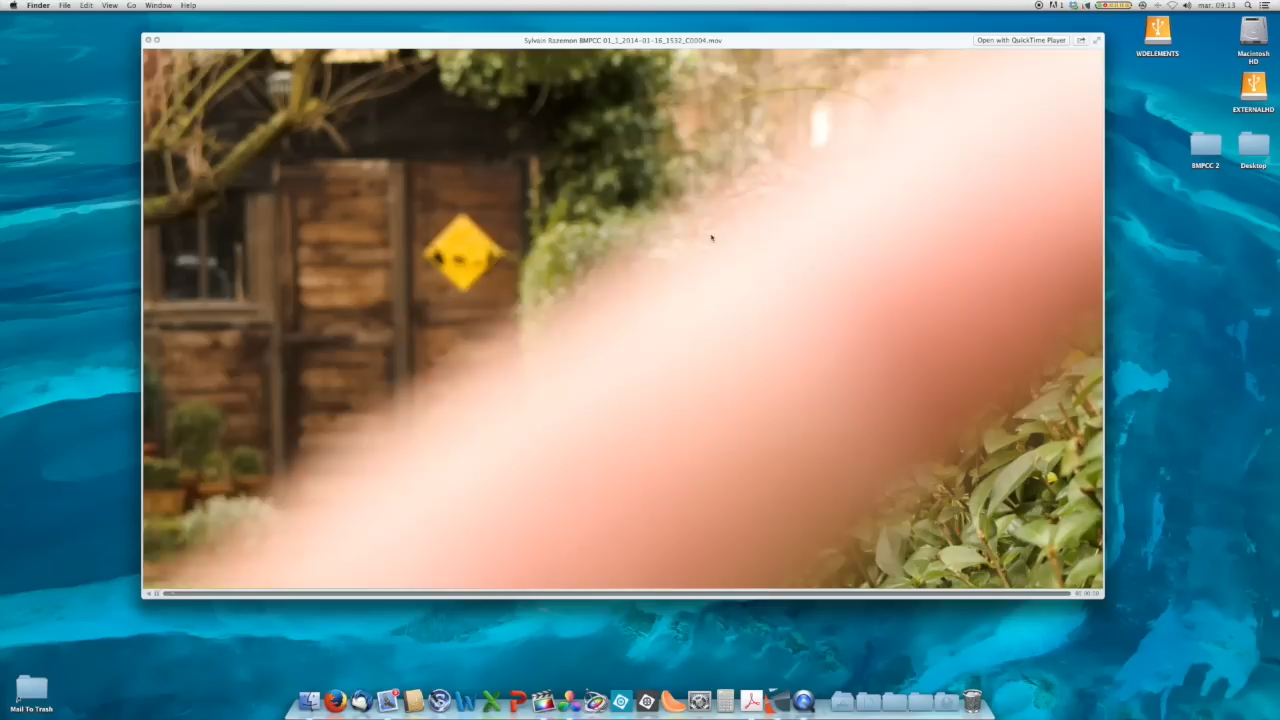 Finder File Edit View Go Window Help
1
mar. 09:13
Sylvain Razemon BMPCC 01_1_2014-01-16_1532_C0004.mov
Open with QuickTime Player
WDELEMENTS
Macintosh
HD
EXTERNALHD
BMPCC 2
Desktop
Mail To Trash